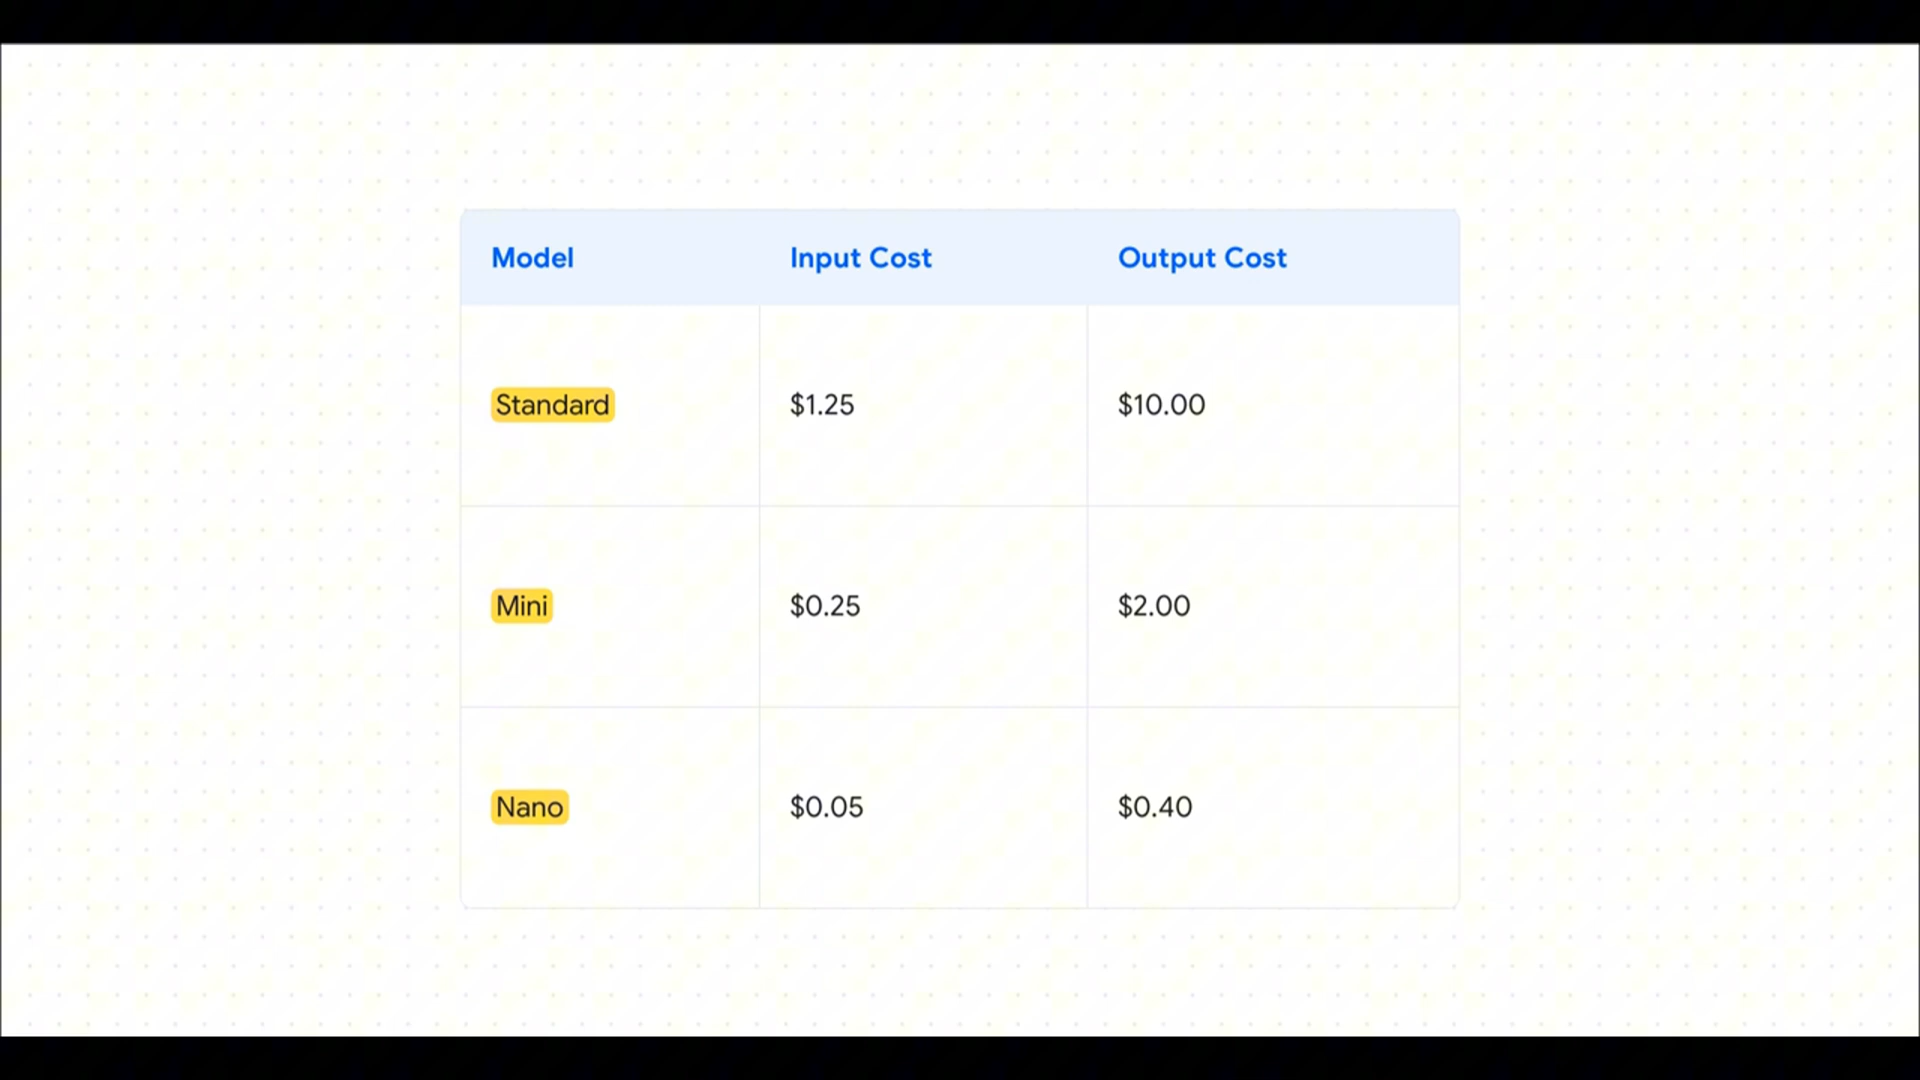 Model Input Cost Output Cost
Standard $1.25 $10.00
Mini $0.25 $2.00
Nano $0.05 $0.40